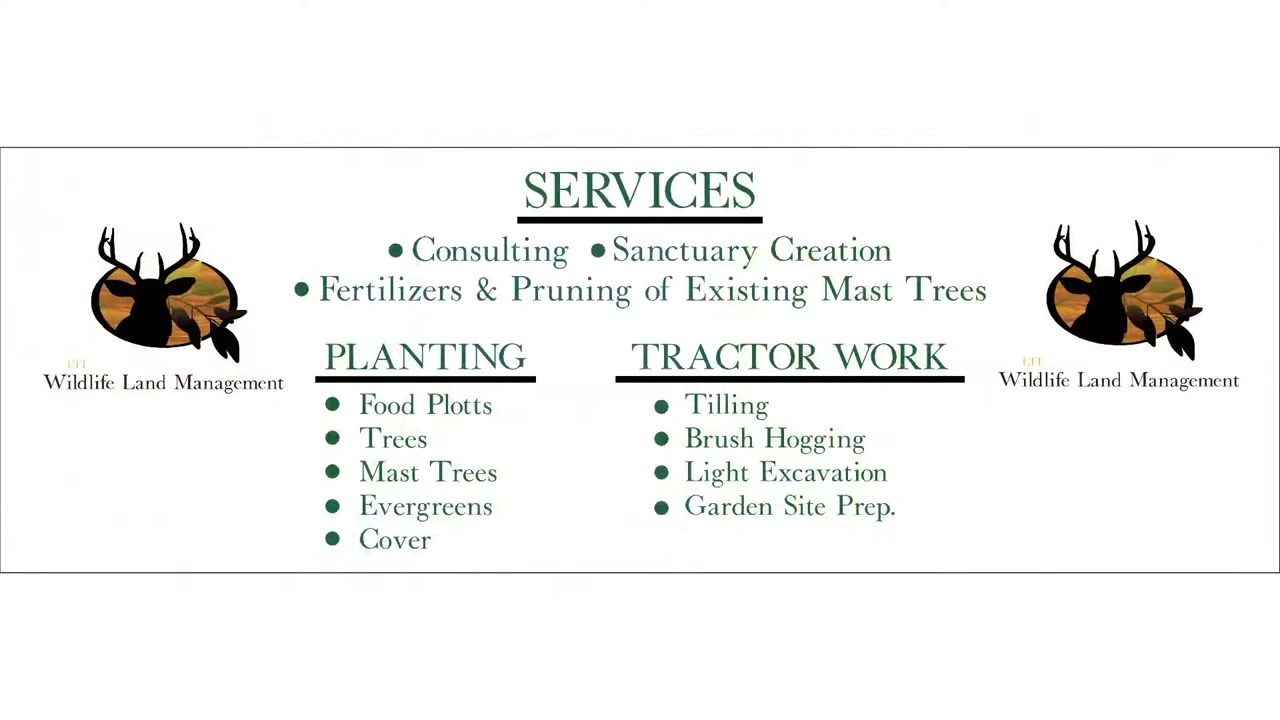 SERVICES
• Consulting • Sanctuary Creation
• Fertilizers & Pruning of Existing Mast Trees
Wildlife Land Management
PLANTING
• Food Plotts
• Trees
• Mast Trees
• Evergreens
• Cover
TRACTOR WORK
• Tilling
• Brush Hogging
• Light Excavation
• Garden Site Prep.
Wildlife Land Management